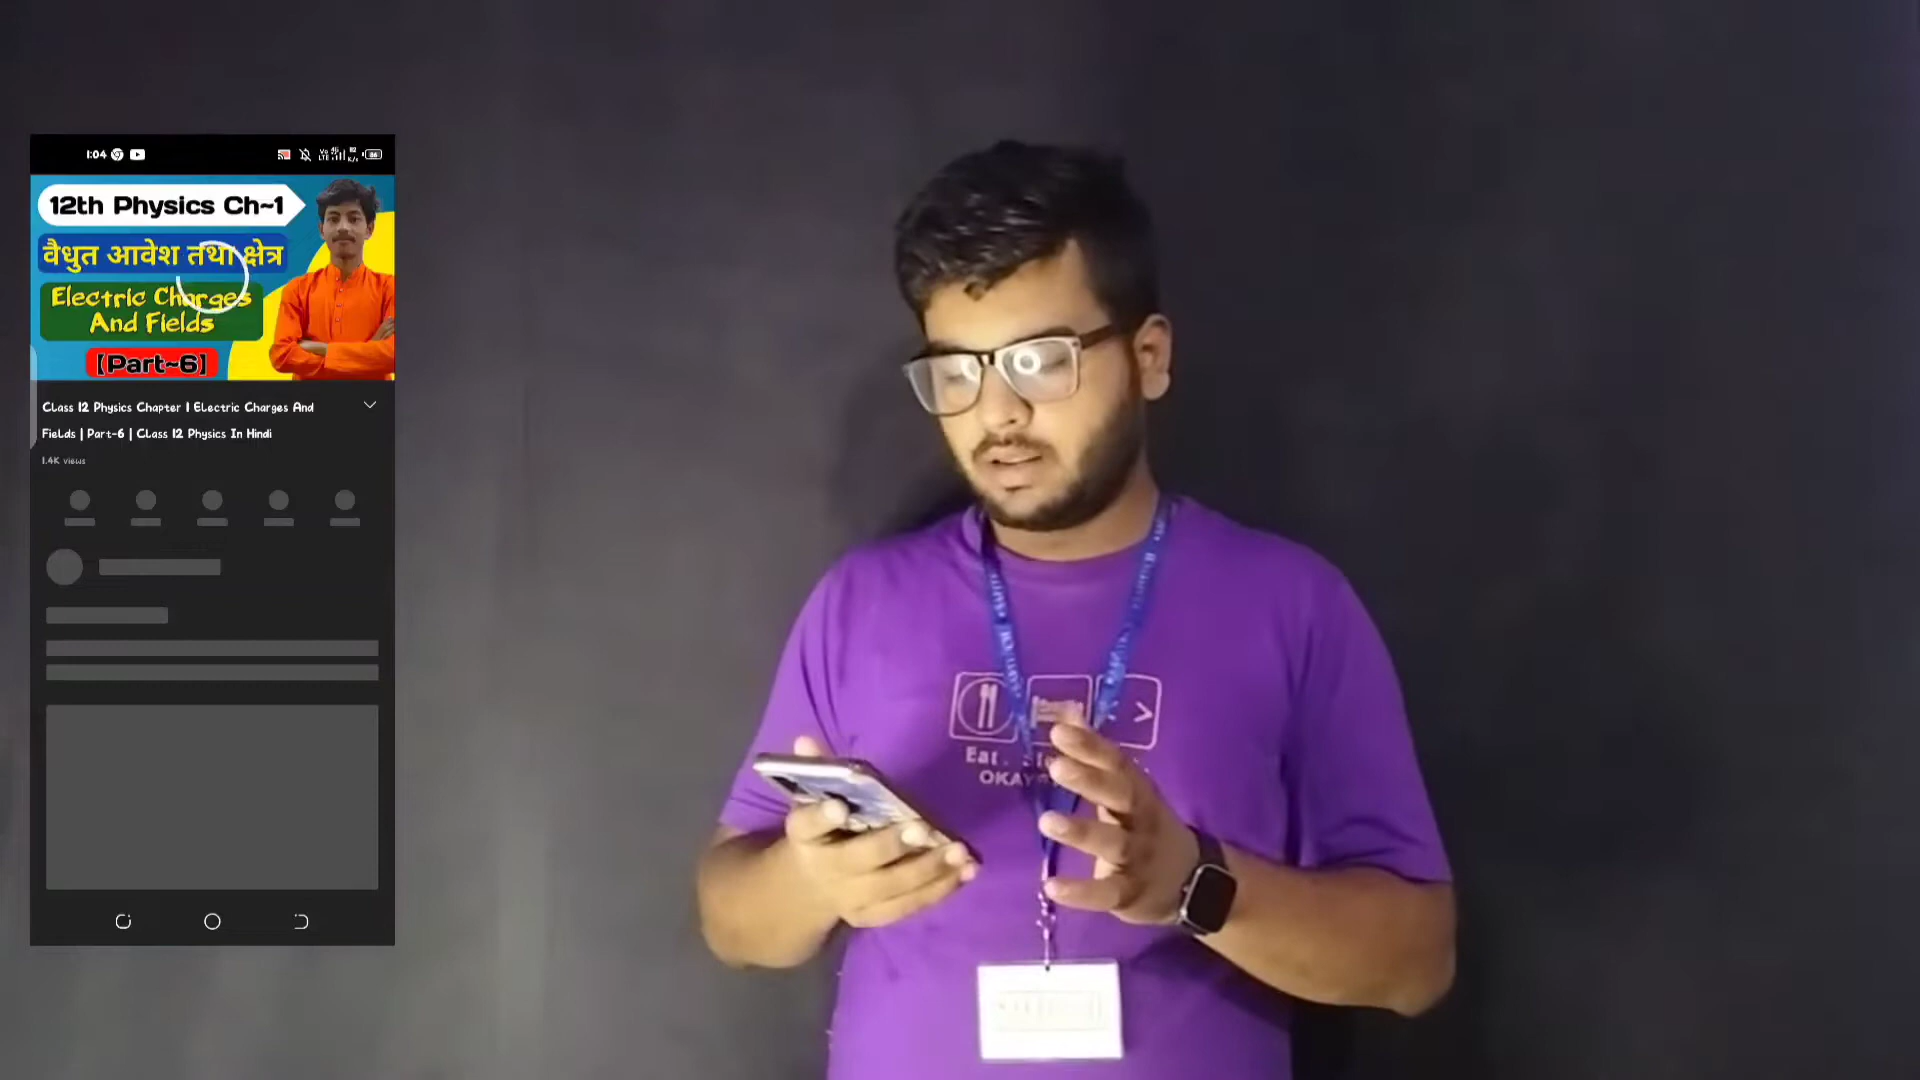 1:04
12th Physics Ch~1
वैधुत आवेश तथा क्षेत्र
Electric Charges
And Fields
【Part~6】
Class 12 Physics Chapter 1 Electric Charges And
Fields | Part-6 | Class 12 Physics In Hindi
1.4K views
Eat.